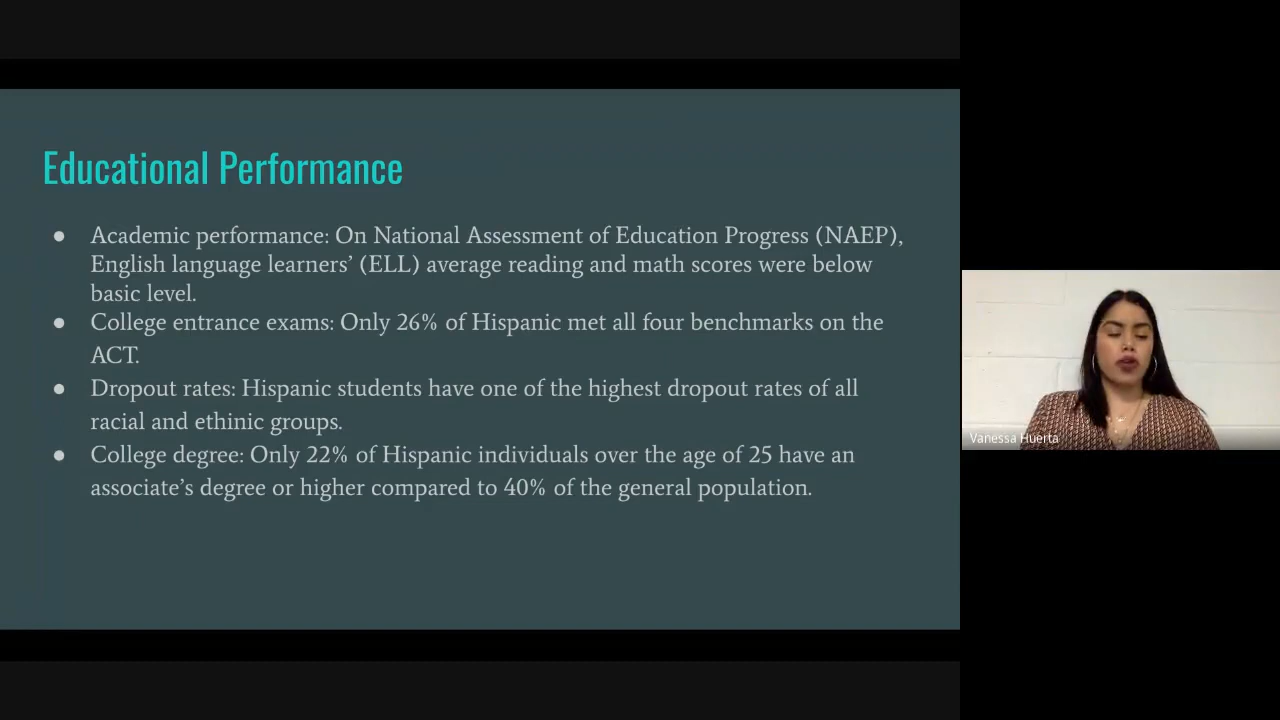 Educational Performance
● Academic performance: On National Assessment of Education Progress (NAEP),
English language learners’ (ELL) average reading and math scores were below
basic level.
● College entrance exams: Only 26% of Hispanic met all four benchmarks on the
ACT.
● Dropout rates: Hispanic students have one of the highest dropout rates of all
racial and ethinic groups.
● College degree: Only 22% of Hispanic individuals over the age of 25 have an
associate’s degree or higher compared to 40% of the general population.
Vanessa Huerta